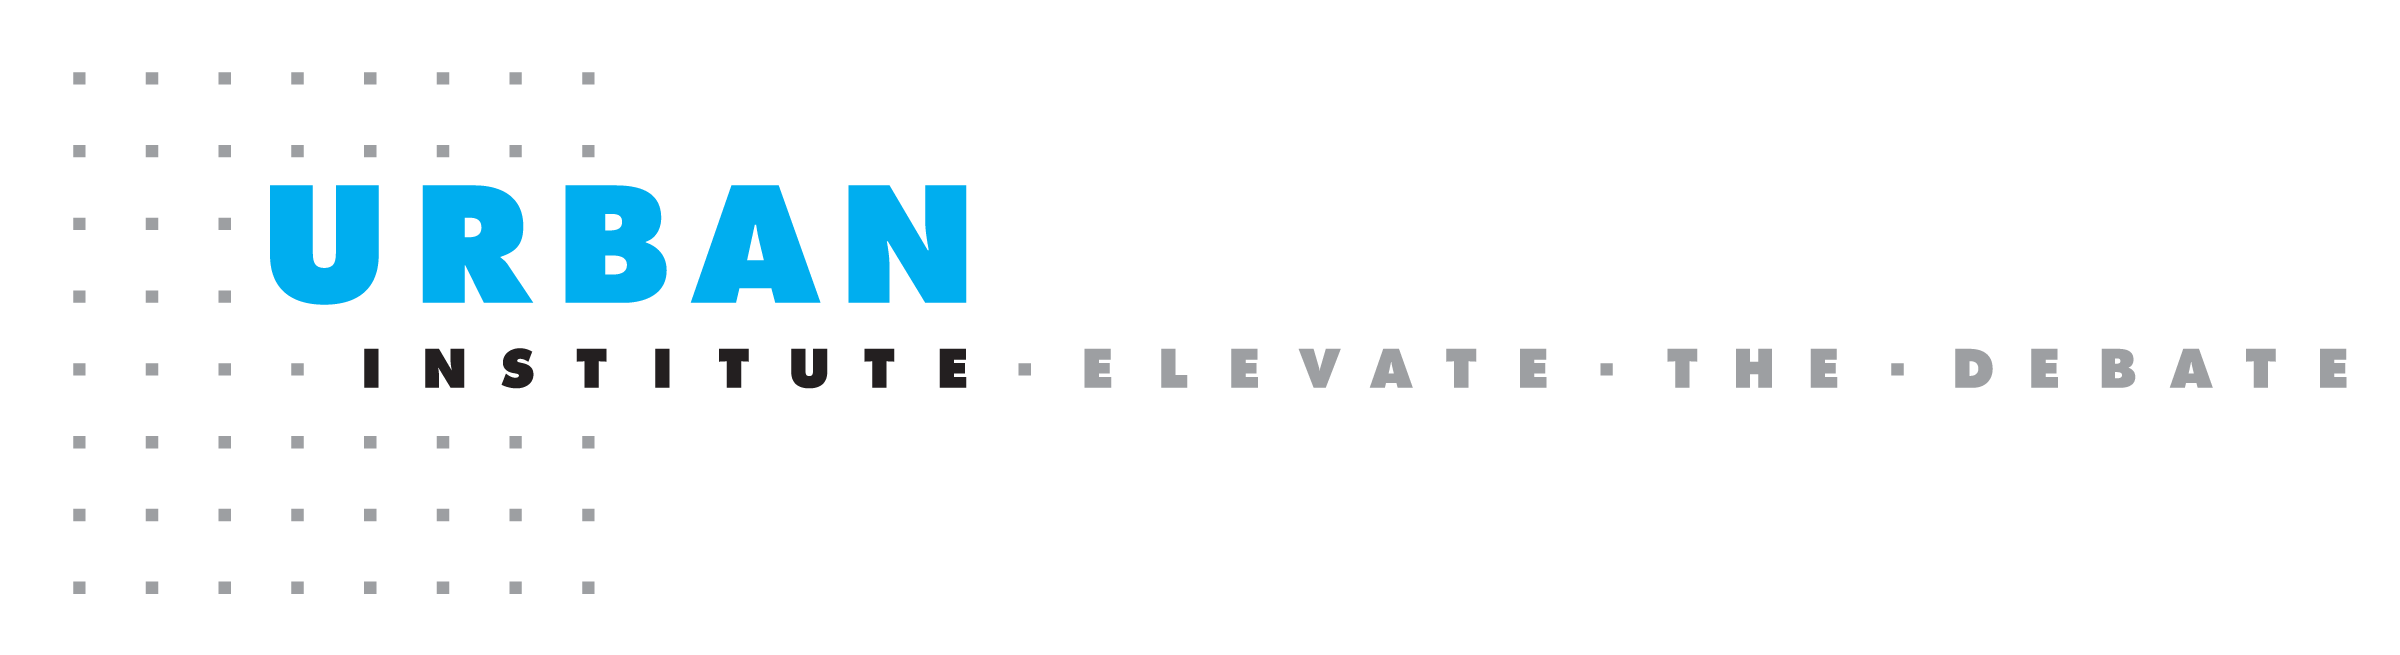 URBAN
INSTITUTE · ELEVATE · THE · DEBATE